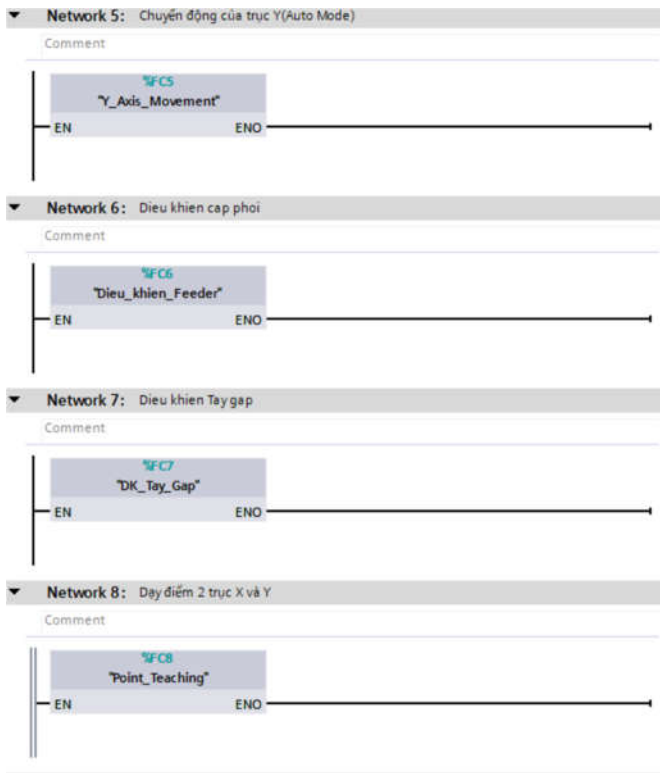 Network 5: Chuyển động của trục Y(Auto Mode)
Comment
%FC5
"Y_Axis_Movement"
EN ENO
Network 6: Dieu khien cap phoi
Comment
%FC6
"Dieu_khien_Feeder"
EN ENO
Network 7: Dieu khien Tay gap
Comment
%FC7
"DK_Tay_Gap"
EN ENO
Network 8: Dạy điểm 2 trục X và Y
Comment
%FC8
"Point_Teaching"
EN ENO